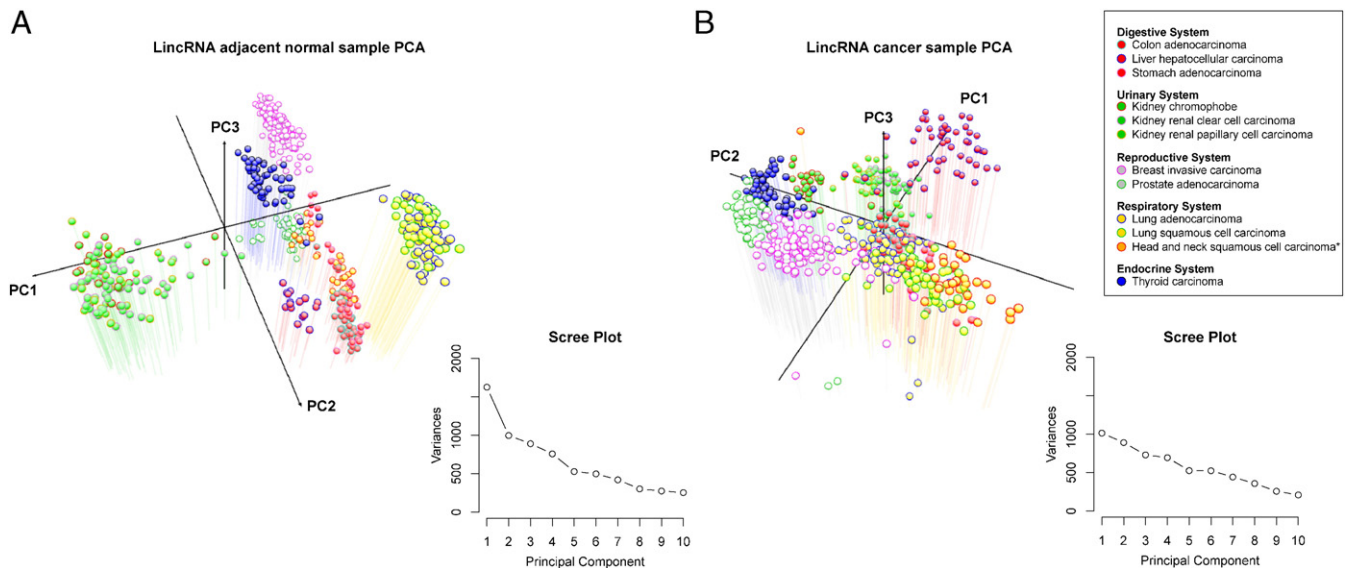 A
LincRNA adjacent normal sample PCA
PC3
PC1
PC2
Scree Plot
Variances
2000
1000
500
0
1 2 3 4 5 6 7 8 9 10
Principal Component
B
LincRNA cancer sample PCA
PC1
PC3
PC2
Scree Plot
Variances
2000
1000
500
0
1 2 3 4 5 6 7 8 9 10
Principal Component
Digestive System
Colon adenocarcinoma
Liver hepatocellular carcinoma
Stomach adenocarcinoma
Urinary System
Kidney chromophobe
Kidney renal clear cell carcinoma
Kidney renal papillary cell carcinoma
Reproductive System
Breast invasive carcinoma
Prostate adenocarcinoma
Respiratory System
Lung adenocarcinoma
Lung squamous cell carcinoma
Head and neck squamous cell carcinoma*
Endocrine System
Thyroid carcinoma